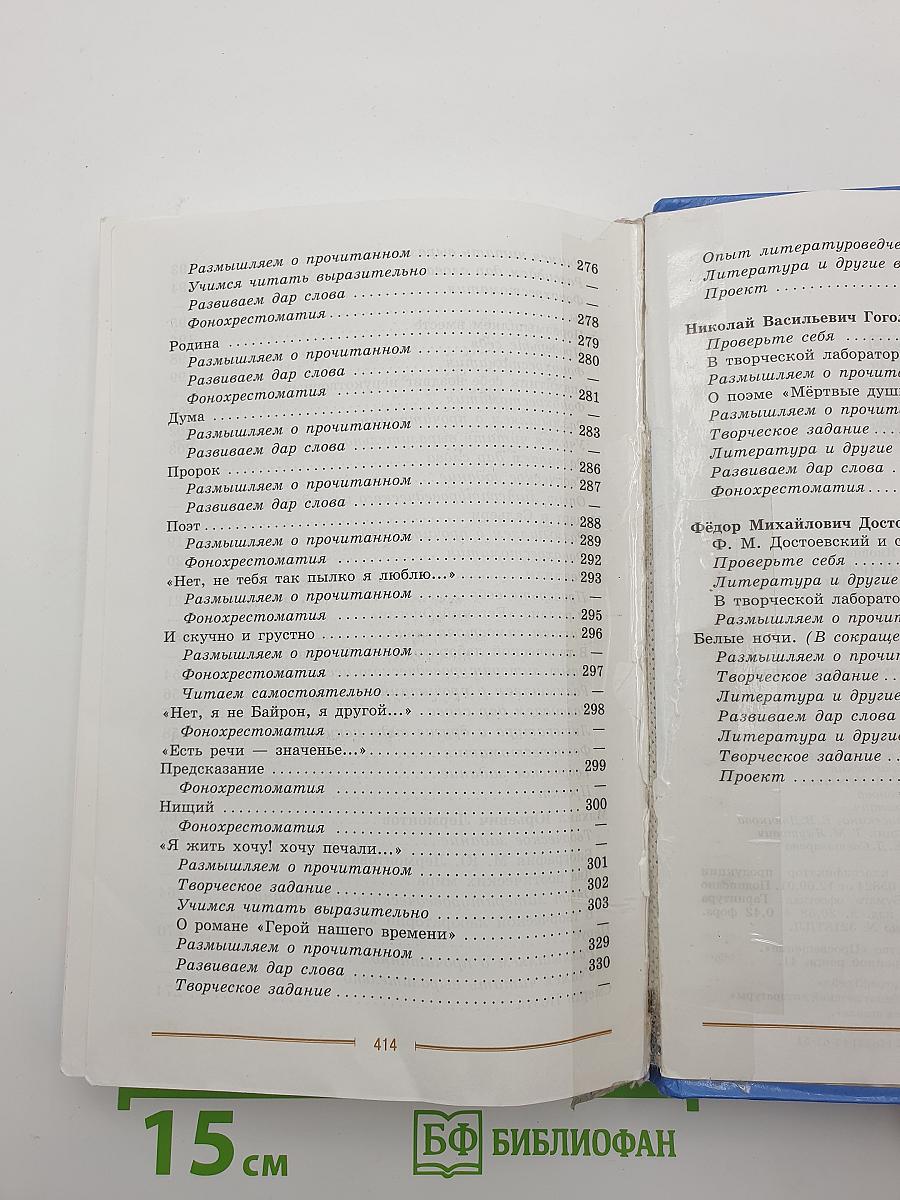 Размышляем о прочитанном ........ 276
Учимся читать выразительно ........ —
Развиваем дар слова ........ —
Фонохрестоматия ........ 278
Родина ........ 279
Размышляем о прочитанном ........ 280
Развиваем дар слова ........ —
Фонохрестоматия ........ 281
Дума ........ —
Размышляем о прочитанном ........ 283
Развиваем дар слова ........ —
Пророк ........ 286
Размышляем о прочитанном ........ 287
Развиваем дар слова ........ —
Поэт ........ 288
Размышляем о прочитанном ........ 289
Фонохрестоматия ........ 292
«Нет, не тебя так пылко я люблю...» ........ 293
Размышляем о прочитанном ........ —
Фонохрестоматия ........ 295
И скучно и грустно ........ 296
Размышляем о прочитанном ........ —
Фонохрестоматия ........ 297
Читаем самостоятельно ........ —
«Нет, я не Байрон, я другой...» ........ 298
Фонохрестоматия ........ —
«Есть речи — значенье...» ........ —
Предсказание ........ 299
Фонохрестоматия ........ —
Нищий ........ 300
Фонохрестоматия ........ —
«Я жить хочу! хочу печали...» ........ —
Размышляем о прочитанном ........ 301
Творческое задание ........ 302
Учимся читать выразительно ........ 303
О романе «Герой нашего времени» ........ —
Размышляем о прочитанном ........ 329
Развиваем дар слова ........ 330
Творческое задание ........ —
414
Опыт литературоведче
Литература и другие в
Проект ........
Николай Васильевич Гогол
Проверьте себя ........
В творческой лаборатор
Размышляем о прочита
О поэме «Мёртвые душ
Размышляем о прочит
Творческое задание ....
Литература и другие
Развиваем дар слова .
Фонохрестоматия ....
Фёдор Михайлович Досто
Ф. М. Достоевский и с
Проверьте себя ......
Литература и другие
В творческой лаборато
Размышляем о прочи
Белые ночи. (В сокраще
Размышляем о прочи
Творческое задание ..
Литература и другие
Развиваем дар слова
Литература и другие
Творческое задание ..
Проект ........
15 см
БФ БИБЛИОФАН